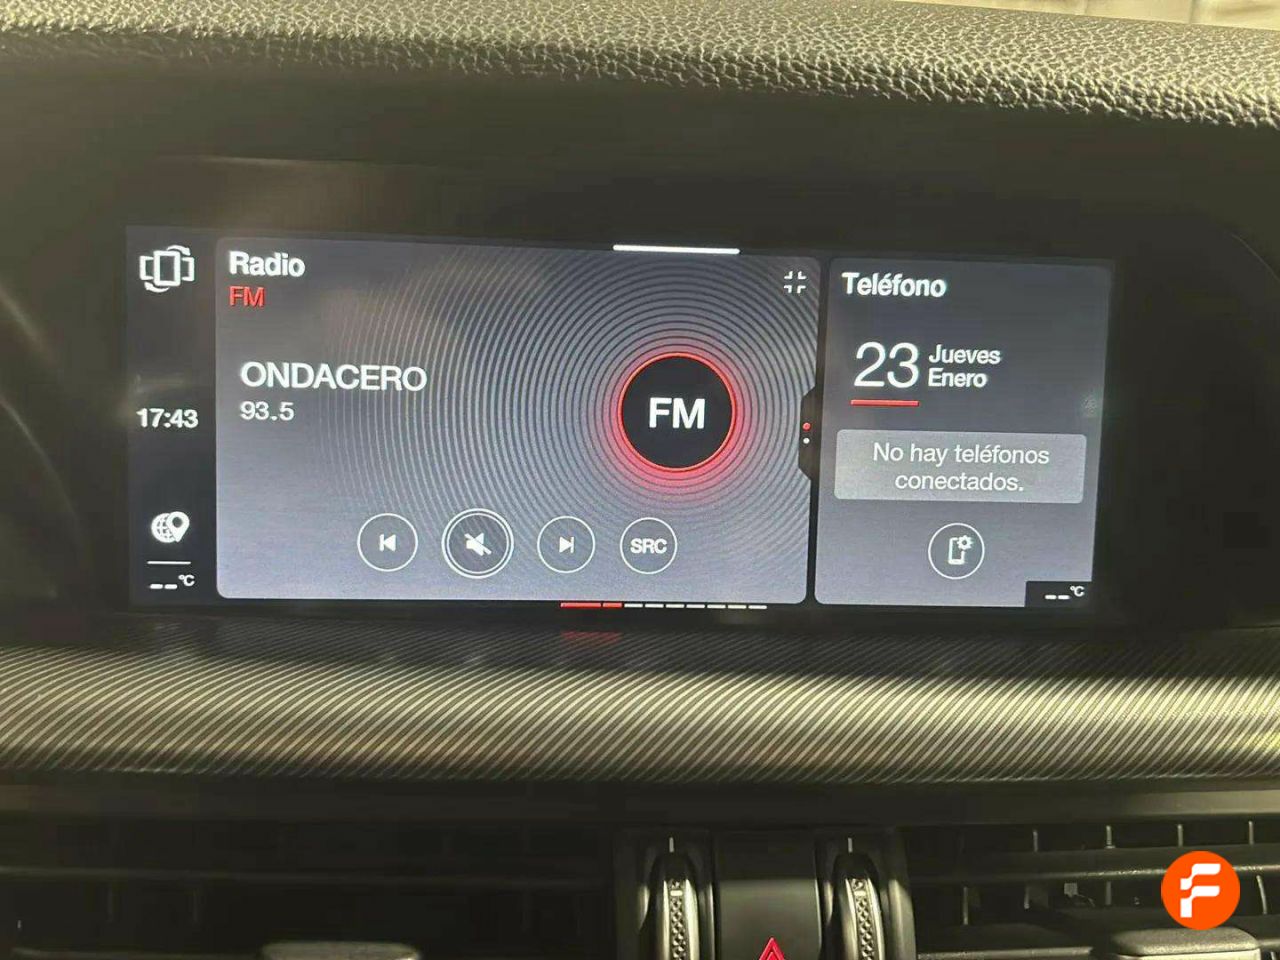 Radio
FM
ONDACERO
93.5
FM
17:43
--°C
SRC
Teléfono
23 Jueves
Enero
No hay teléfonos
conectados.
--°C